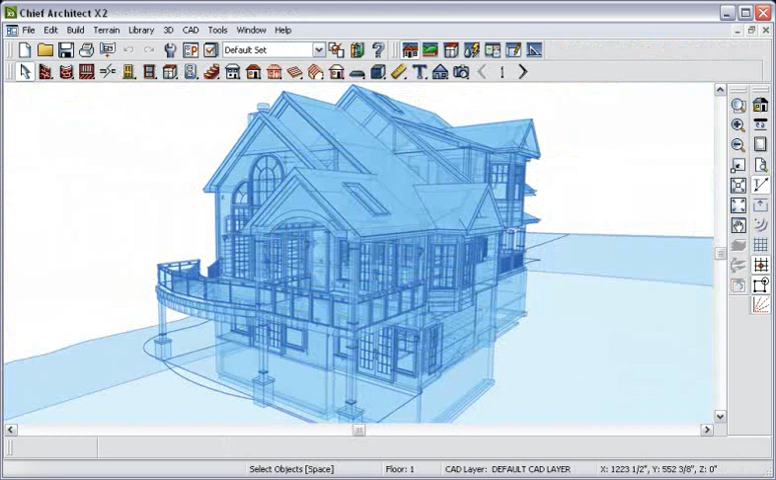 Chief Architect X2
File Edit Build Terrain Library 3D CAD Tools Window Help
Default Set
1
Select Objects [Space] Floor: 1 CAD Layer: DEFAULT CAD LAYER X: 1223 1/2", Y: 552 3/8", Z: 0"